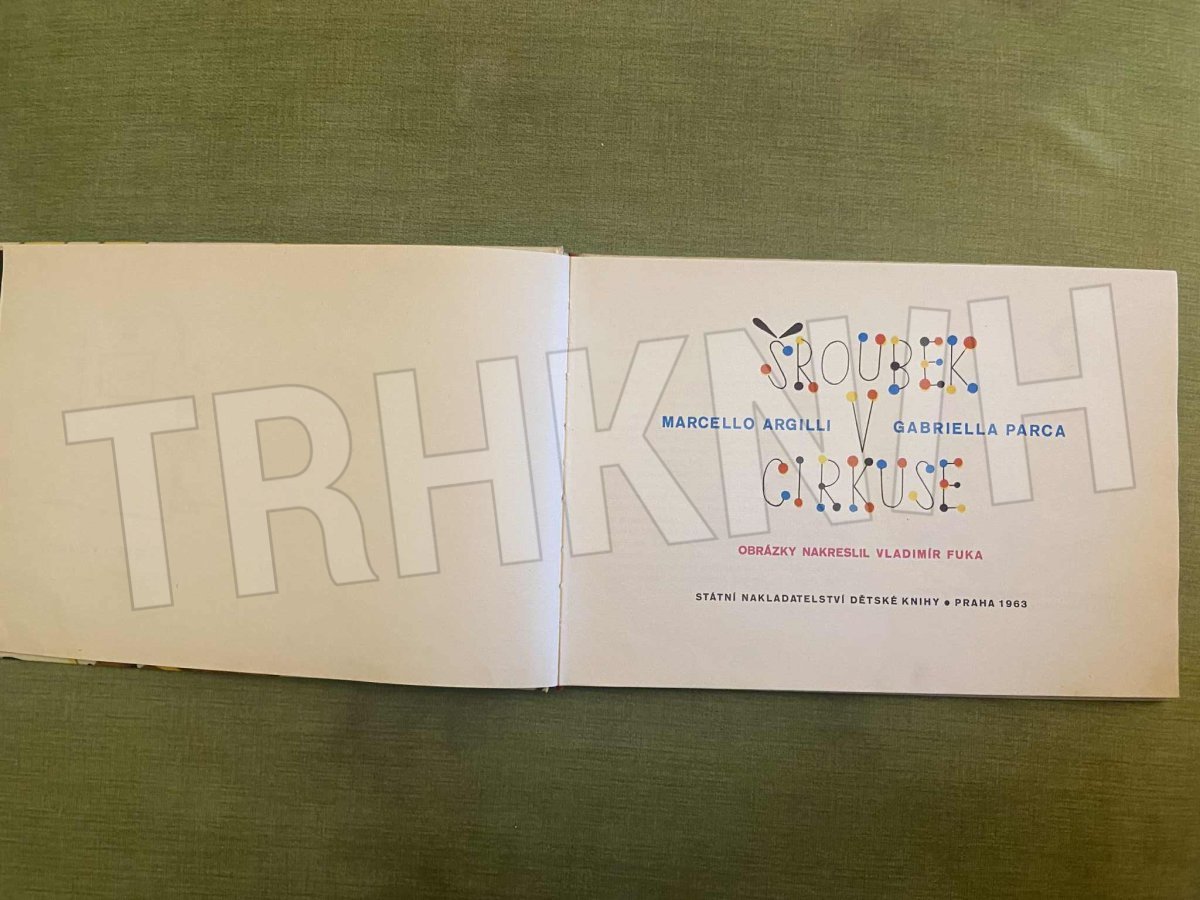 ŠROUBEK
MARCELLO ARGILLI V GABRIELLA PARCA
CIRKUSE
OBRÁZKY NAKRESLIL VLADIMÍR FUKA
STÁTNÍ NAKLADATELSTVÍ DĚTSKÉ KNIHY • PRAHA 1963
TRHKNIH